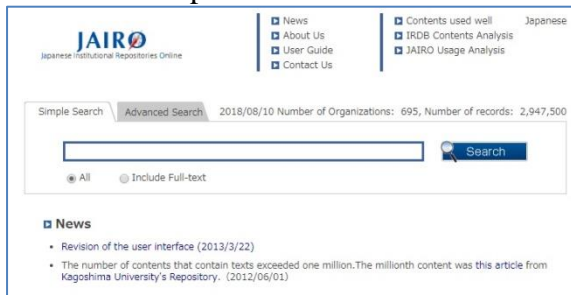 JAIRO
Japanese Institutional Repositories Online
News
About Us
User Guide
Contact Us
Contents used well
IRDB Contents Analysis
JAIRO Usage Analysis
Japanese
Simple Search
Advanced Search
2018/08/10 Number of Organizations: 695, Number of records: 2,947,500
Search
All
Include Full-text
News
• Revision of the user interface (2013/3/22)
• The number of contents that contain texts exceeded one million.The millionth content was this article from
Kagoshima University's Repository. (2012/06/01)